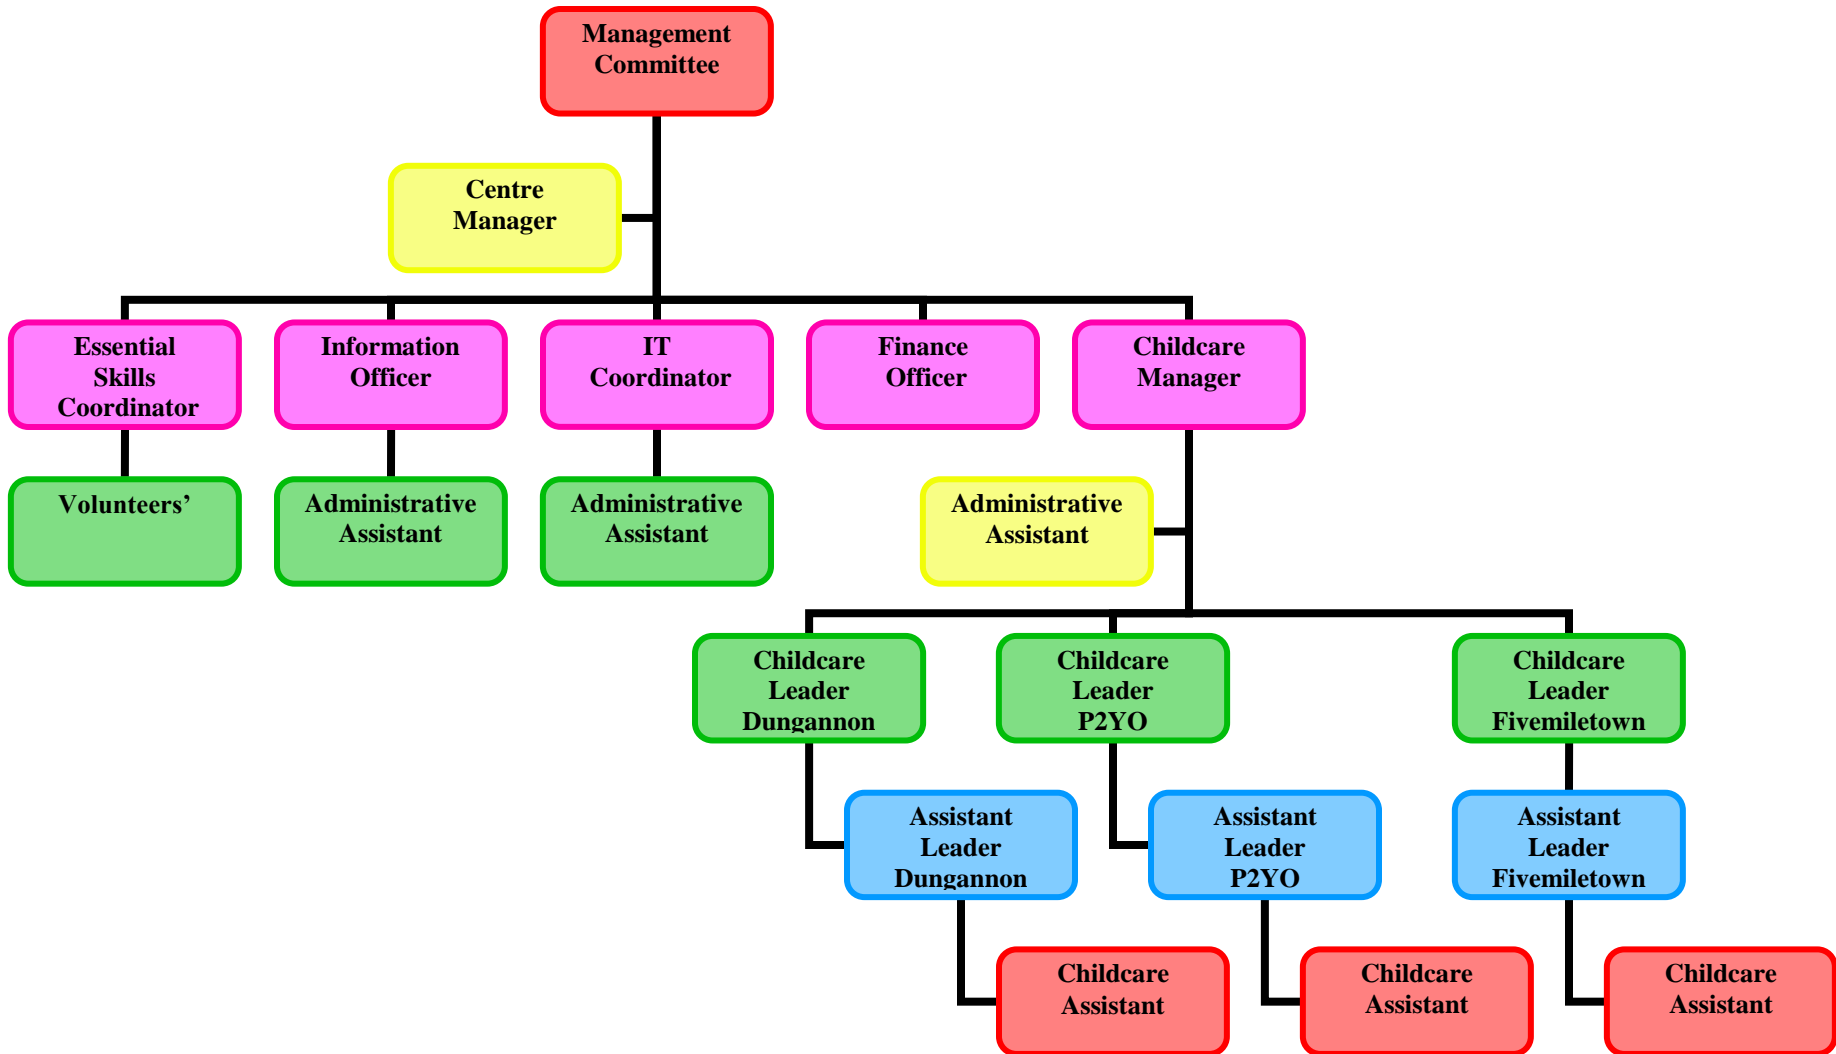 Management
Committee
Centre
Manager
Essential
Skills
Coordinator
Information
Officer
IT
Coordinator
Finance
Officer
Childcare
Manager
Volunteers’
Administrative
Assistant
Administrative
Assistant
Administrative
Assistant
Childcare
Leader
Dungannon
Childcare
Leader
P2YO
Childcare
Leader
Fivemiletown
Assistant
Leader
Dungannon
Assistant
Leader
P2YO
Assistant
Leader
Fivemiletown
Childcare
Assistant
Childcare
Assistant
Childcare
Assistant